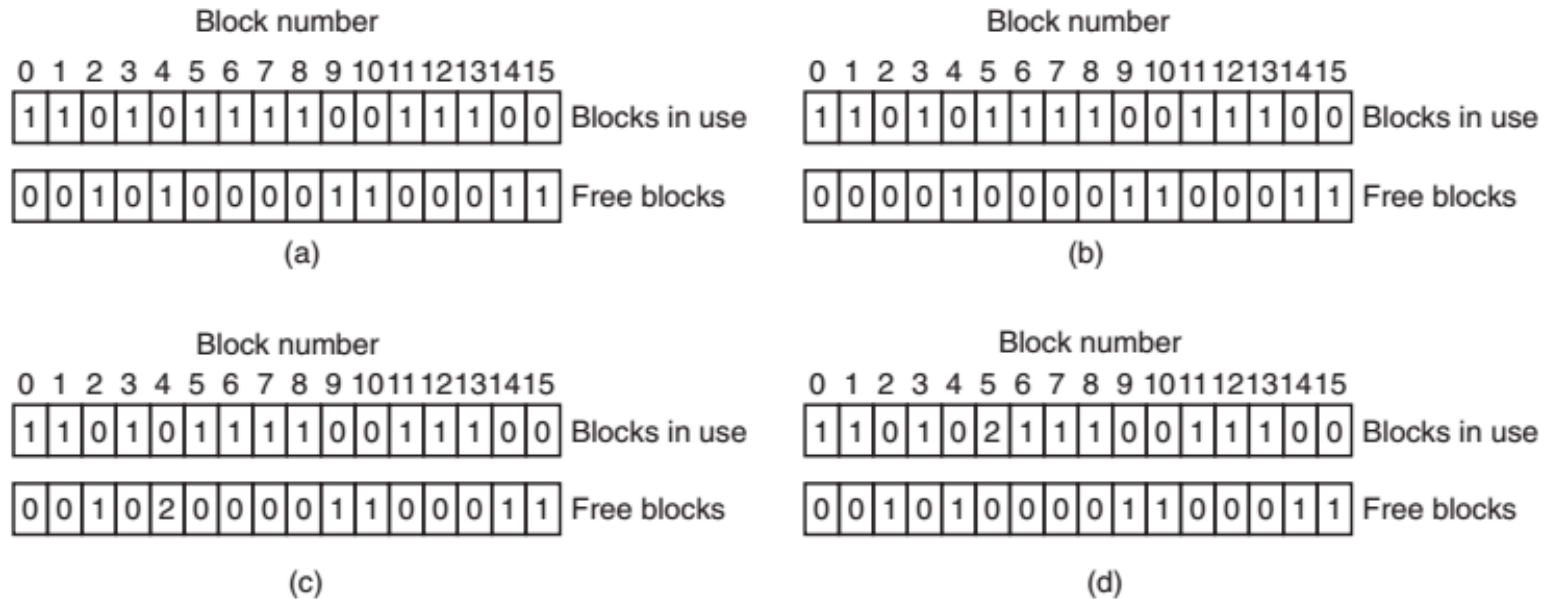 Block number
0 1 2 3 4 5 6 7 8 9 10 11 12 13 14 15
1 1 0 1 0 1 1 1 1 0 0 1 1 1 0 0 Blocks in use
0 0 1 0 1 0 0 0 0 1 1 0 0 0 1 1 Free blocks
(a)
Block number
0 1 2 3 4 5 6 7 8 9 10 11 12 13 14 15
1 1 0 1 0 1 1 1 1 0 0 1 1 1 0 0 Blocks in use
0 0 0 0 1 0 0 0 0 1 1 0 0 0 1 1 Free blocks
(b)
Block number
0 1 2 3 4 5 6 7 8 9 10 11 12 13 14 15
1 1 0 1 0 1 1 1 1 0 0 1 1 1 0 0 Blocks in use
0 0 1 0 2 0 0 0 0 1 1 0 0 0 1 1 Free blocks
(c)
Block number
0 1 2 3 4 5 6 7 8 9 10 11 12 13 14 15
1 1 0 1 0 2 1 1 1 0 0 1 1 1 0 0 Blocks in use
0 0 1 0 1 0 0 0 0 1 1 0 0 0 1 1 Free blocks
(d)